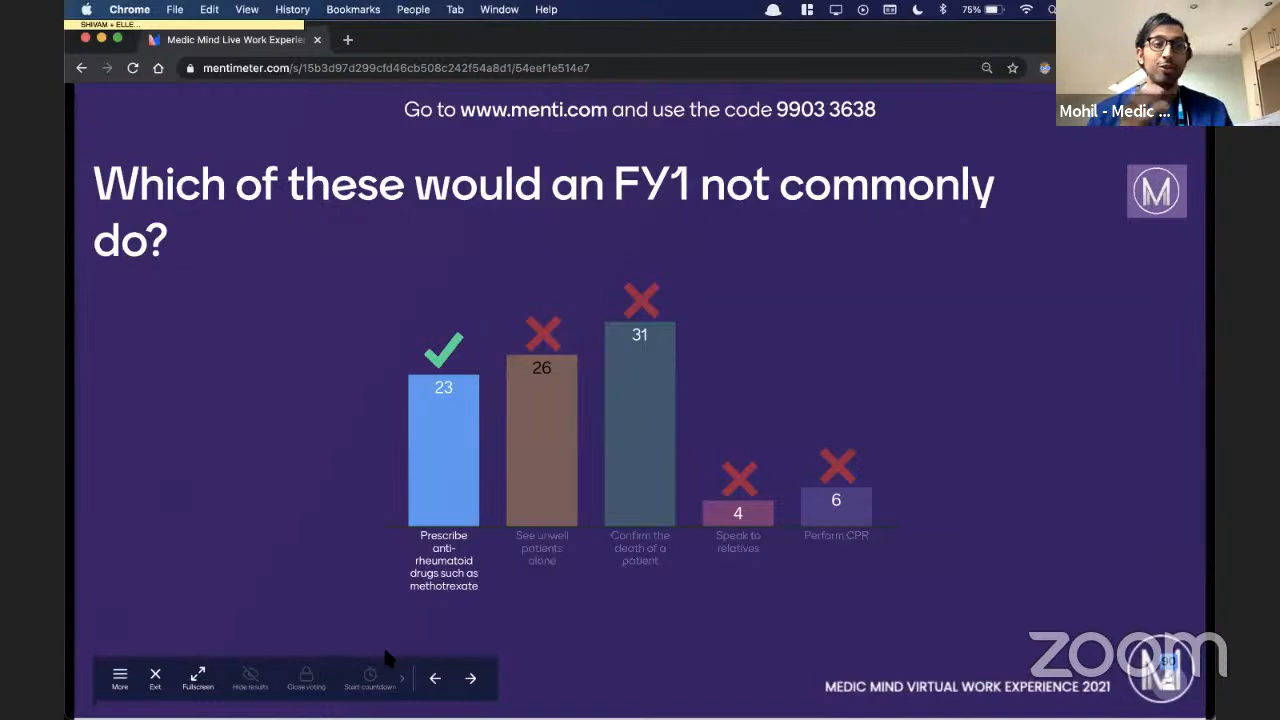 Chrome File Edit View History Bookmarks People Tab Window Help
75%
SHIVAM + ELLE...
Medic Mind Live Work Experie
Mohil - Medic ...
Go to www.menti.com and use the code 9903 3638
Which of these would an FY1 not commonly
do?
M
23
26
31
4
6
Prescribe
anti-
rheumatoid
drugs such as
methotrexate
See unwell
patients
alone
Confirm the
death of a
patient
Speak to
relatives
Perform CPR
More
Exit
Fullscreen
Hide results
Close voting
Start countdown
zoom
90
MEDIC MIND VIRTUAL WORK EXPERIENCE 2021